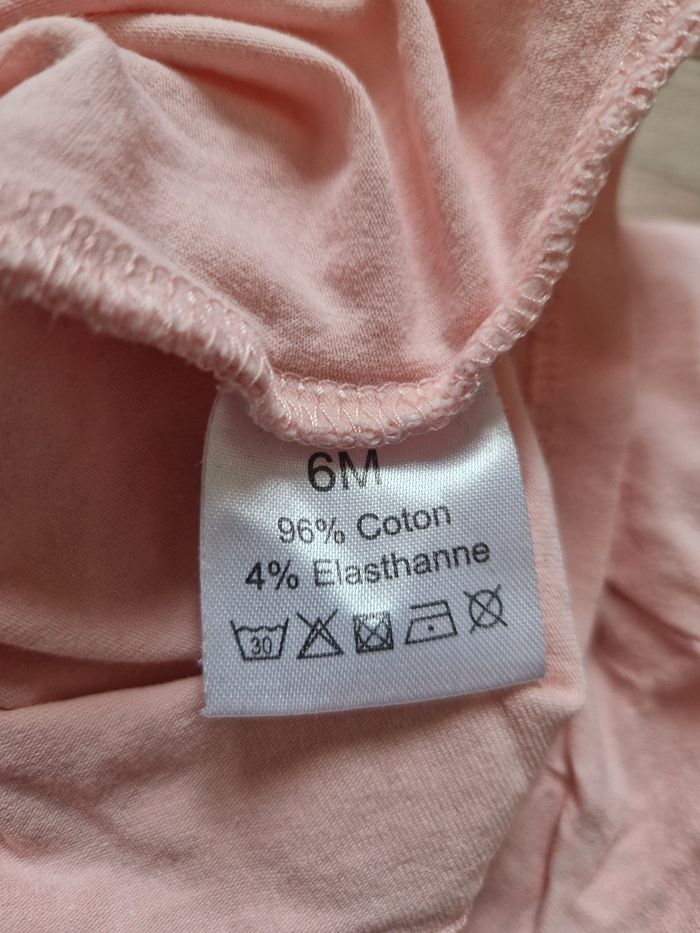 6M
96% Coton
4% Elasthanne
30